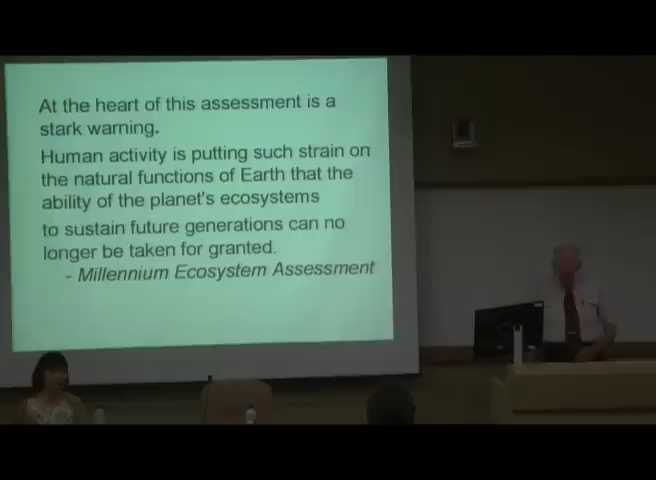 At the heart of this assessment is a
stark warning.
Human activity is putting such strain on
the natural functions of Earth that the
ability of the planet's ecosystems
to sustain future generations can no
longer be taken for granted.
- Millennium Ecosystem Assessment